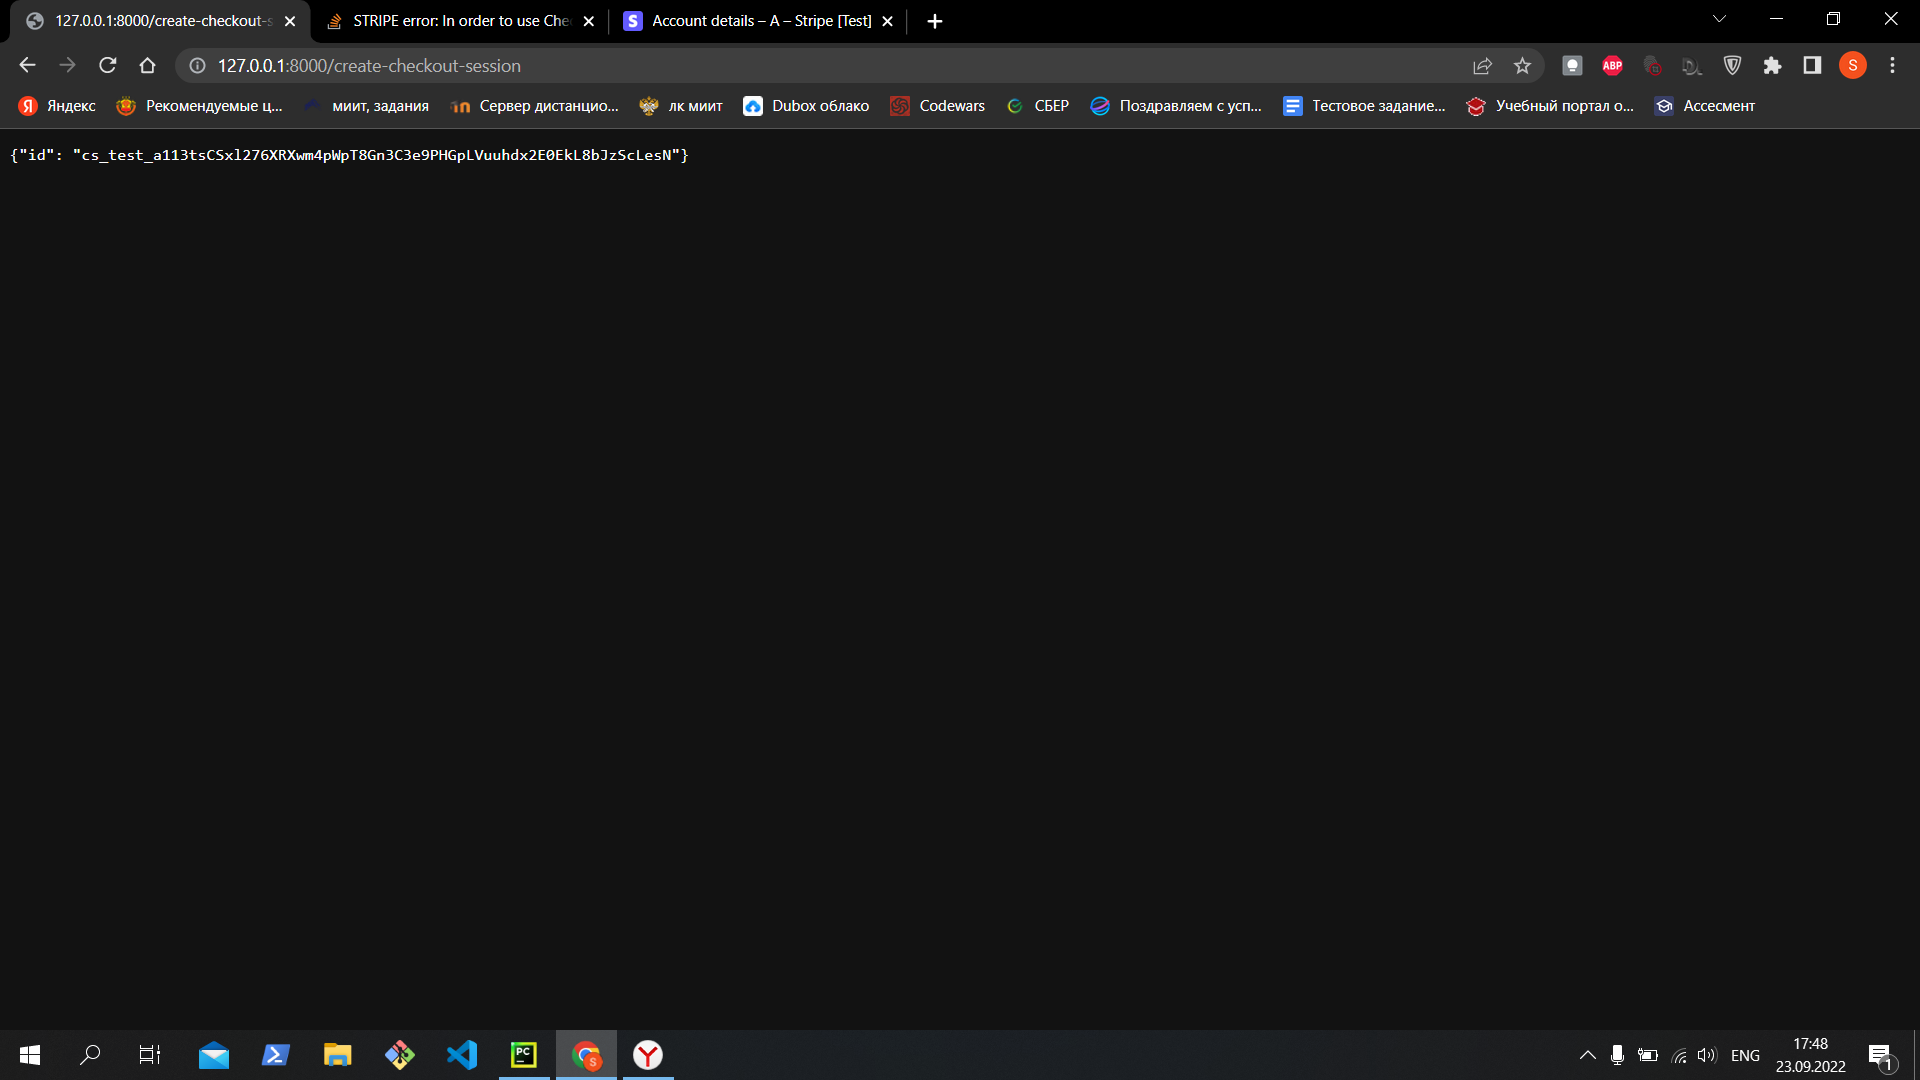 127.0.0.1:8000/create-checkout-s
STRIPE error: In order to use Che
Account details – A – Stripe [Test]
127.0.0.1:8000/create-checkout-session
ABP
S
Яндекс
Рекомендуемые ц...
миит, задания
Сервер дистанцио...
лк миит
Dubox облако
Codewars
СБЕР
Поздравляем с усп...
Тестовое задание...
Учебный портал о...
Ассесмент
{"id": "cs_test_a113tsCSxl276XRXwm4pWpT8Gn3C3e9PHGpLVuuhdx2E0EkL8bJzScLesN"}
PC
S
ENG
17:48
23.09.2022
1